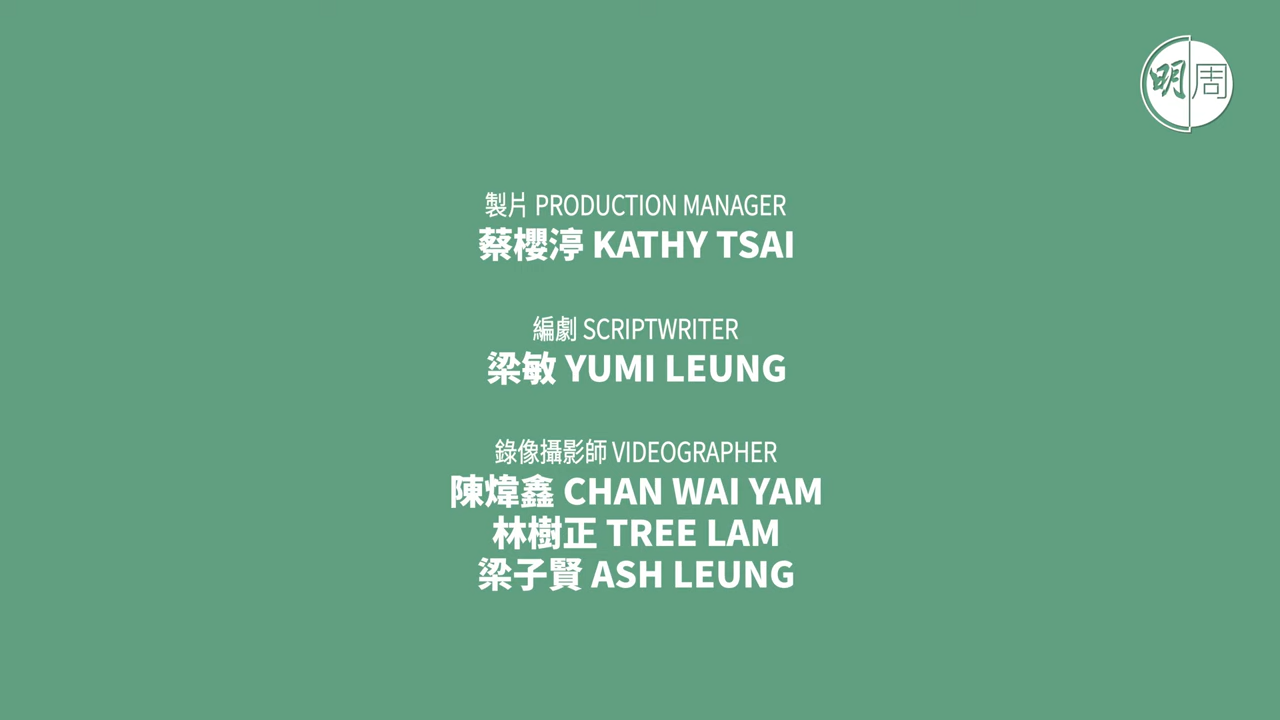 明周
製片 PRODUCTION MANAGER
蔡櫻渟 KATHY TSAI
編劇 SCRIPTWRITER
梁敏 YUMI LEUNG
錄像攝影師 VIDEOGRAPHER
陳煒鑫 CHAN WAI YAM
林樹正 TREE LAM
梁子賢 ASH LEUNG